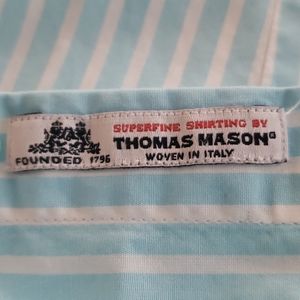 SUPERFINE SHIRTING BY
THOMAS MASON®
WOVEN IN ITALY
FOUNDED 1796